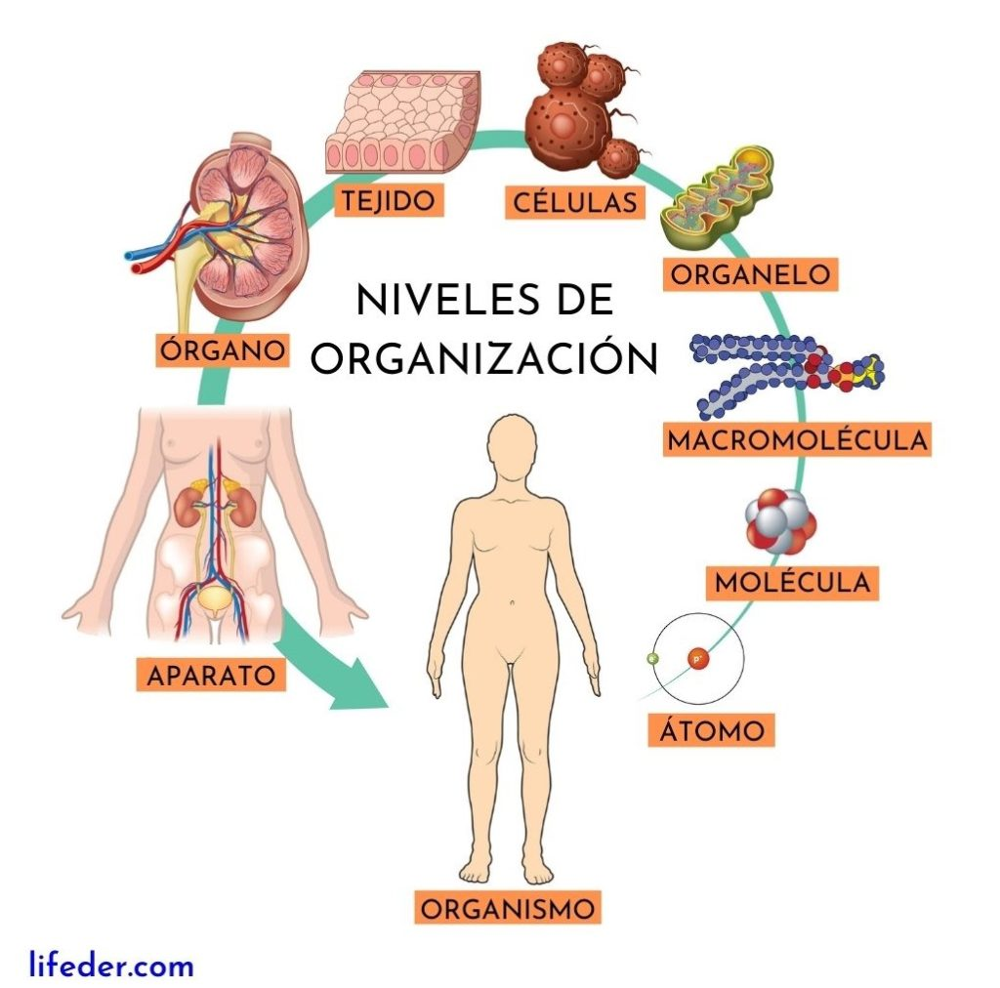 TEJIDO
CÉLULAS
ORGANELO
NIVELES DE
ORGANIZACIÓN
ÓRGANO
MACROMOLÉCULA
MOLÉCULA
e-
p+
APARATO
ÁTOMO
ORGANISMO
lifeder.com